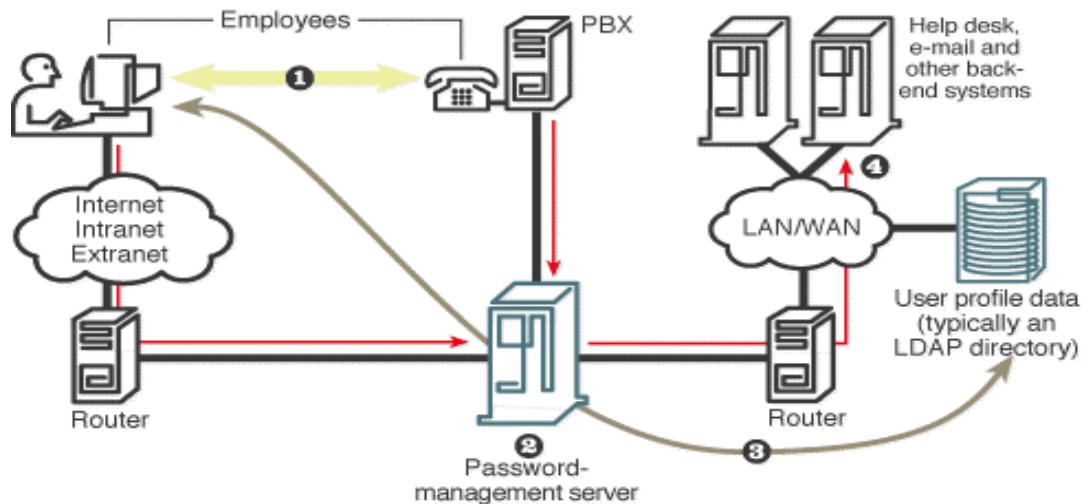 Employees
PBX
Help desk,
e-mail and
other back-
end systems
1
4
Internet
Intranet
Extranet
LAN/WAN
User profile data
(typically an
LDAP directory)
Router
Router
2
3
Password-
management server